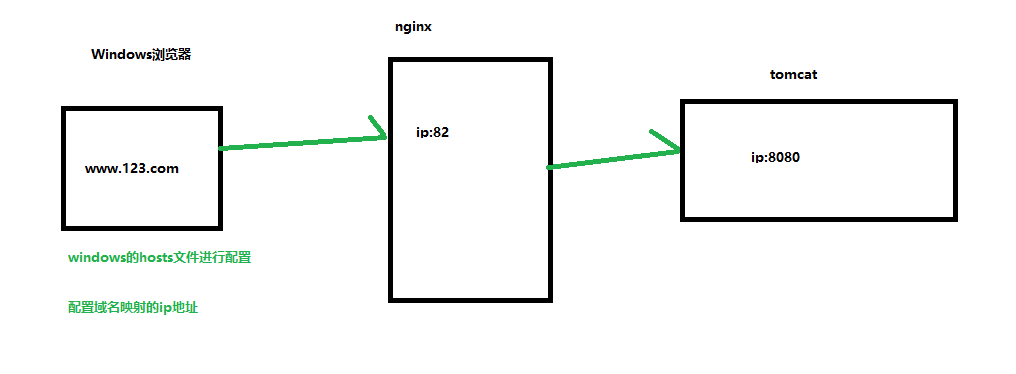 nginx
Windows浏览器
tomcat
ip:82
ip:8080
www.123.com
windows的hosts文件进行配置
配置域名映射的ip地址